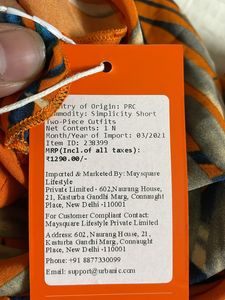 ntry of Origin: PRC
mmodity: Simplicity Short
Two-Piece Outfits
Net Contents: 1 N
Month/Year of Import: 03/2021
Item ID: 238399
MRP(Incl.of all taxes):
₹1290.00/-
Imported & Marketed By: Maysquare
Lifestyle
Private Limited - 602,Naurang House,
21, Kasturba Gandhi Marg, Connaught
Place, New Delhi -110001
For Customer Compliant Contact:
Maysquare Lifestyle Private Limited
Address: 602, Naurang House, 21,
Kasturba Gandhi Marg, Connaught
Place, New Delhi-110001
Phone: +91 8877330099
Email: support@urbanic.com